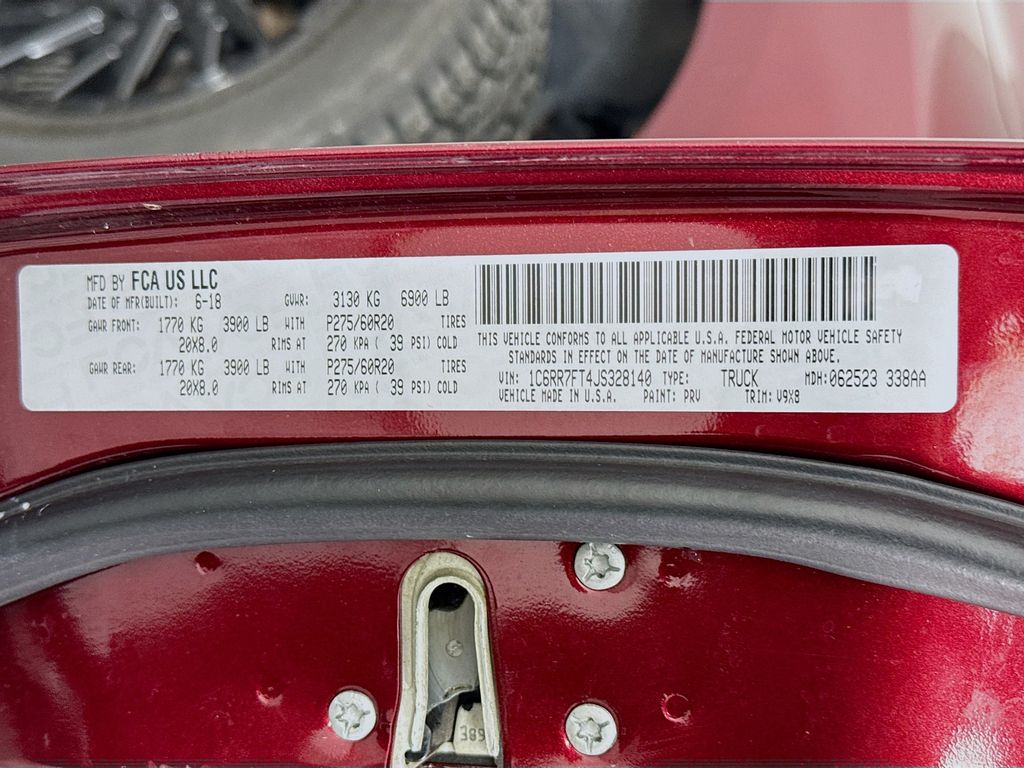 MFD BY FCA US LLC
DATE OF MFR(BUILT): 6-18 GVWR: 3130 KG 6900 LB
GAWR FRONT: 1770 KG 3900 LB WITH P275/60R20 TIRES
20X8.0 RIMS AT 270 KPA ( 39 PSI) COLD
GAWR REAR: 1770 KG 3900 LB WITH P275/60R20 TIRES
20X8.0 RIMS AT 270 KPA ( 39 PSI) COLD
THIS VEHICLE CONFORMS TO ALL APPLICABLE U.S.A. FEDERAL MOTOR VEHICLE SAFETY
STANDARDS IN EFFECT ON THE DATE OF MANUFACTURE SHOWN ABOVE.
VIN: 1C6RR7FT4JS328140 TYPE: TRUCK MDH: 062523 338AA
VEHICLE MADE IN U.S.A. PAINT: PRV TRIM: V9X8
386